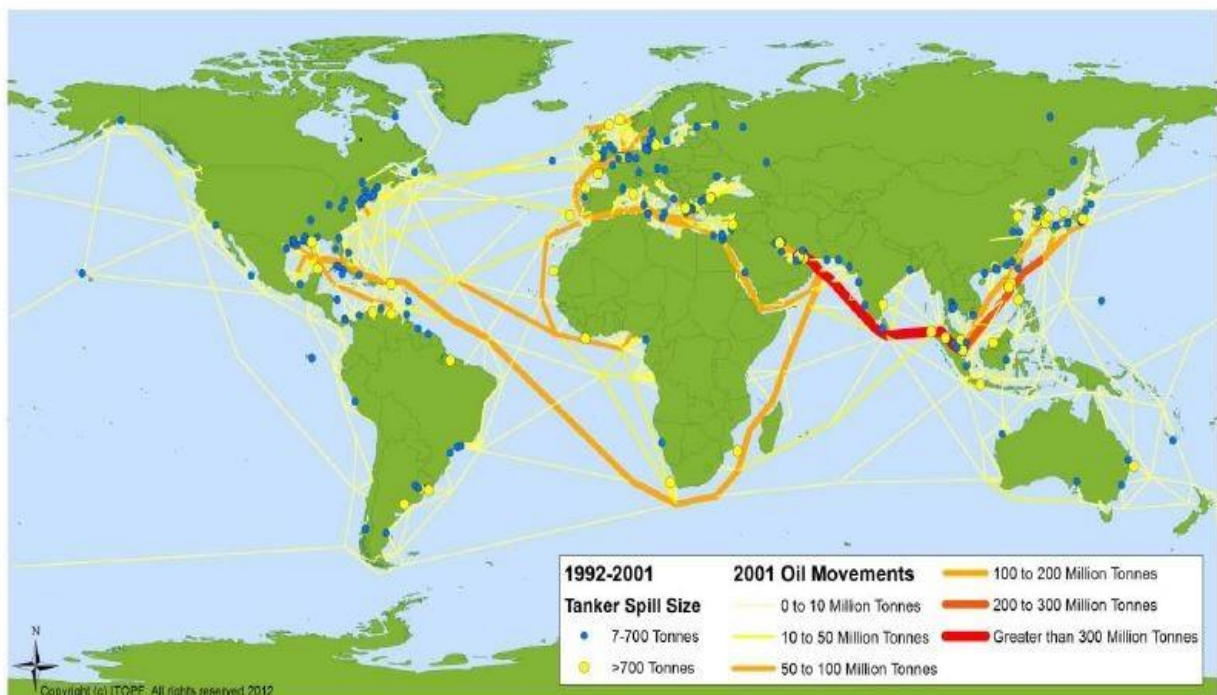 N
Copyright (c) ITOPF. All rights reserved 2012
1992-2001
Tanker Spill Size
7-700 Tonnes
>700 Tonnes
2001 Oil Movements
0 to 10 Million Tonnes
10 to 50 Million Tonnes
50 to 100 Million Tonnes
100 to 200 Million Tonnes
200 to 300 Million Tonnes
Greater than 300 Million Tonnes